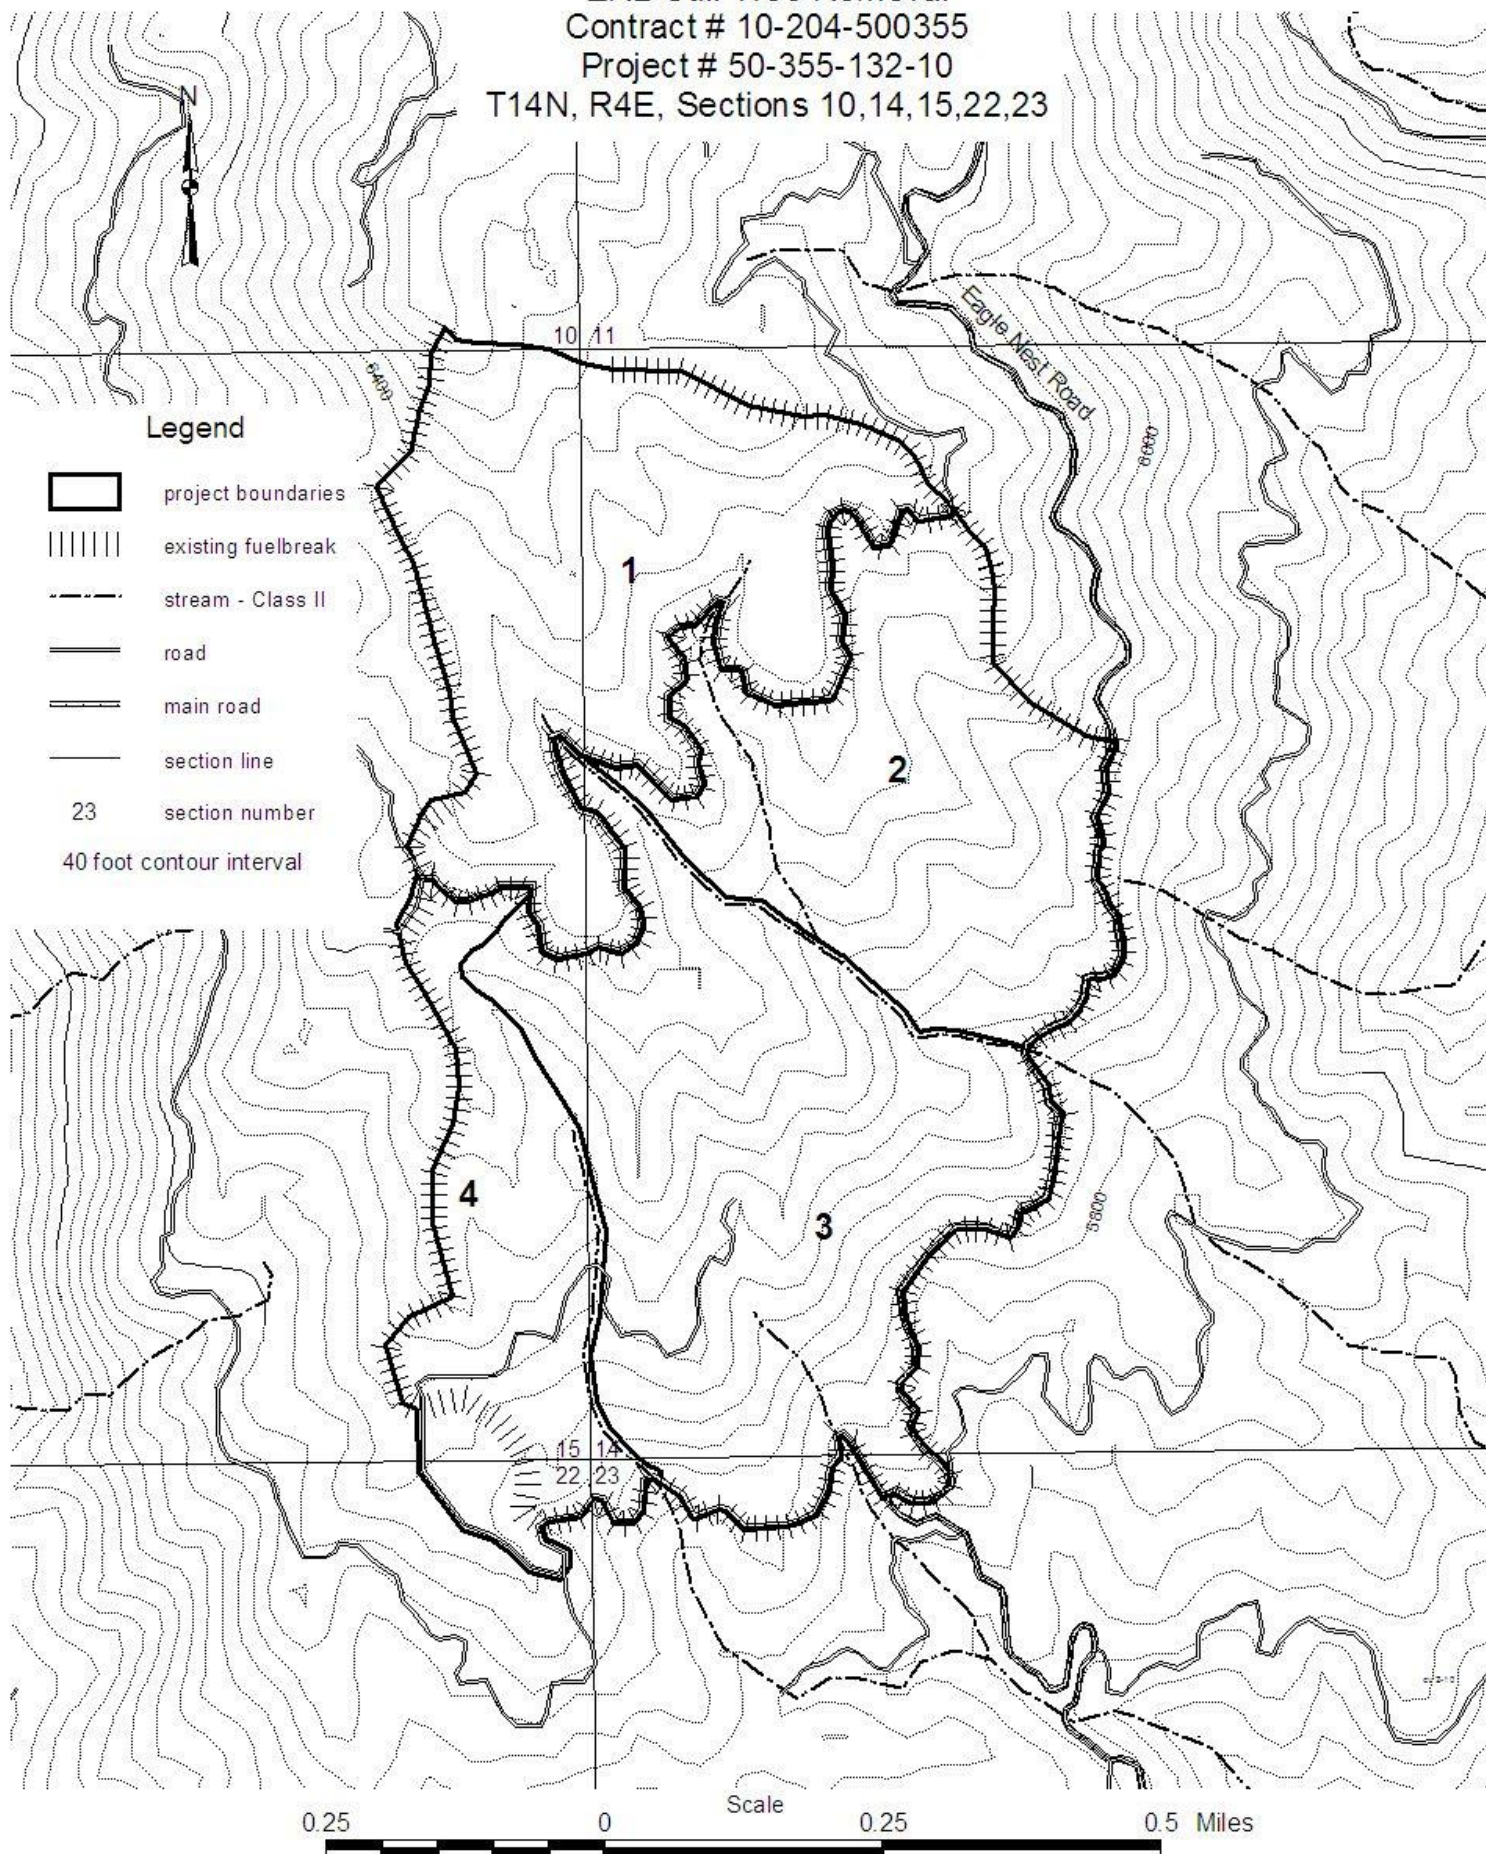 Contract # 10-204-500355
Project # 50-355-132-10
T14N, R4E, Sections 10,14,15,22,23
N
10 11
Eagle Nest Road
6400
6000
Legend
project boundaries
existing fuelbreak
stream - Class II
road
main road
section line
23 section number
40 foot contour interval
1
2
3
4
5800
15 14
22 23
Scale
0.25 0 0.25 0.5 Miles